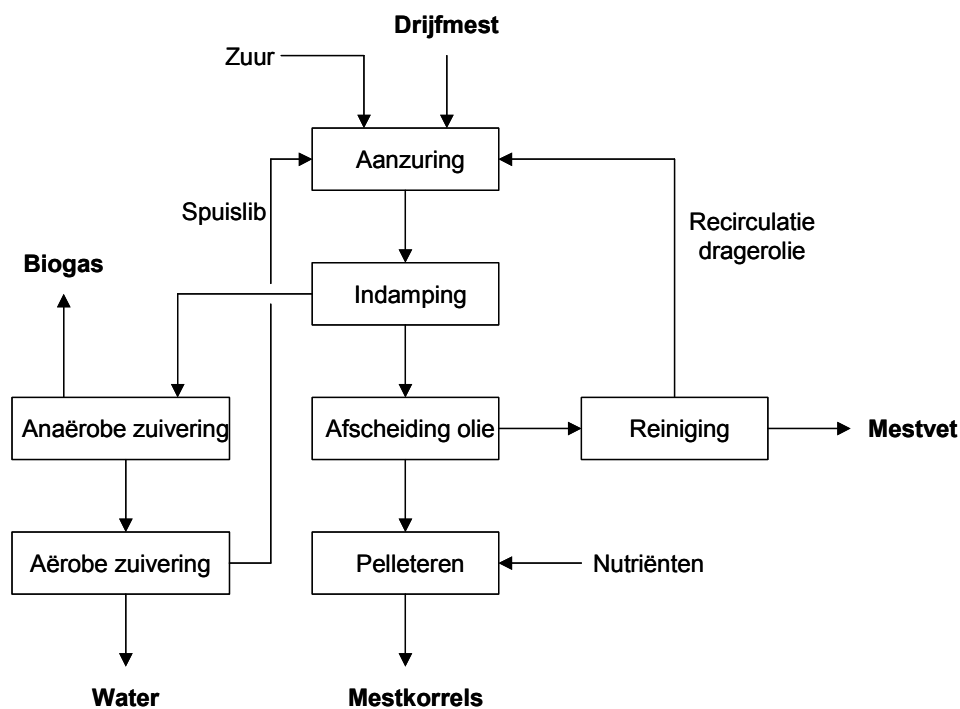 Drijfmest
Zuur
Aanzuring
Spuislib
Recirculatie
dragerolie
Biogas
Indamping
Anaërobe zuivering
Afscheiding olie
Reiniging
Mestvet
Aërobe zuivering
Pelleteren
Nutriënten
Water
Mestkorrels